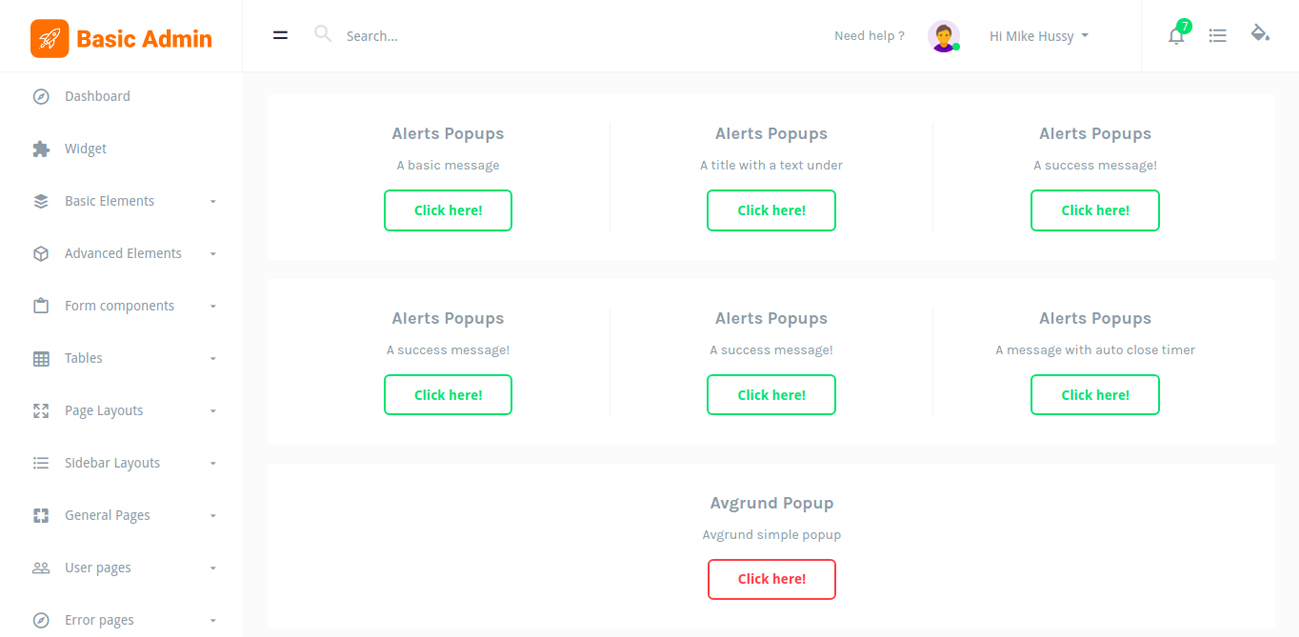 Basic Admin
Search...
Need help ?
Hi Mike Hussy
7
Dashboard
Widget
Basic Elements
Advanced Elements
Form components
Tables
Page Layouts
Sidebar Layouts
General Pages
User pages
Error pages
Alerts Popups
A basic message
Click here!
Alerts Popups
A title with a text under
Click here!
Alerts Popups
A success message!
Click here!
Alerts Popups
A success message!
Click here!
Alerts Popups
A success message!
Click here!
Alerts Popups
A message with auto close timer
Click here!
Avgrund Popup
Avgrund simple popup
Click here!